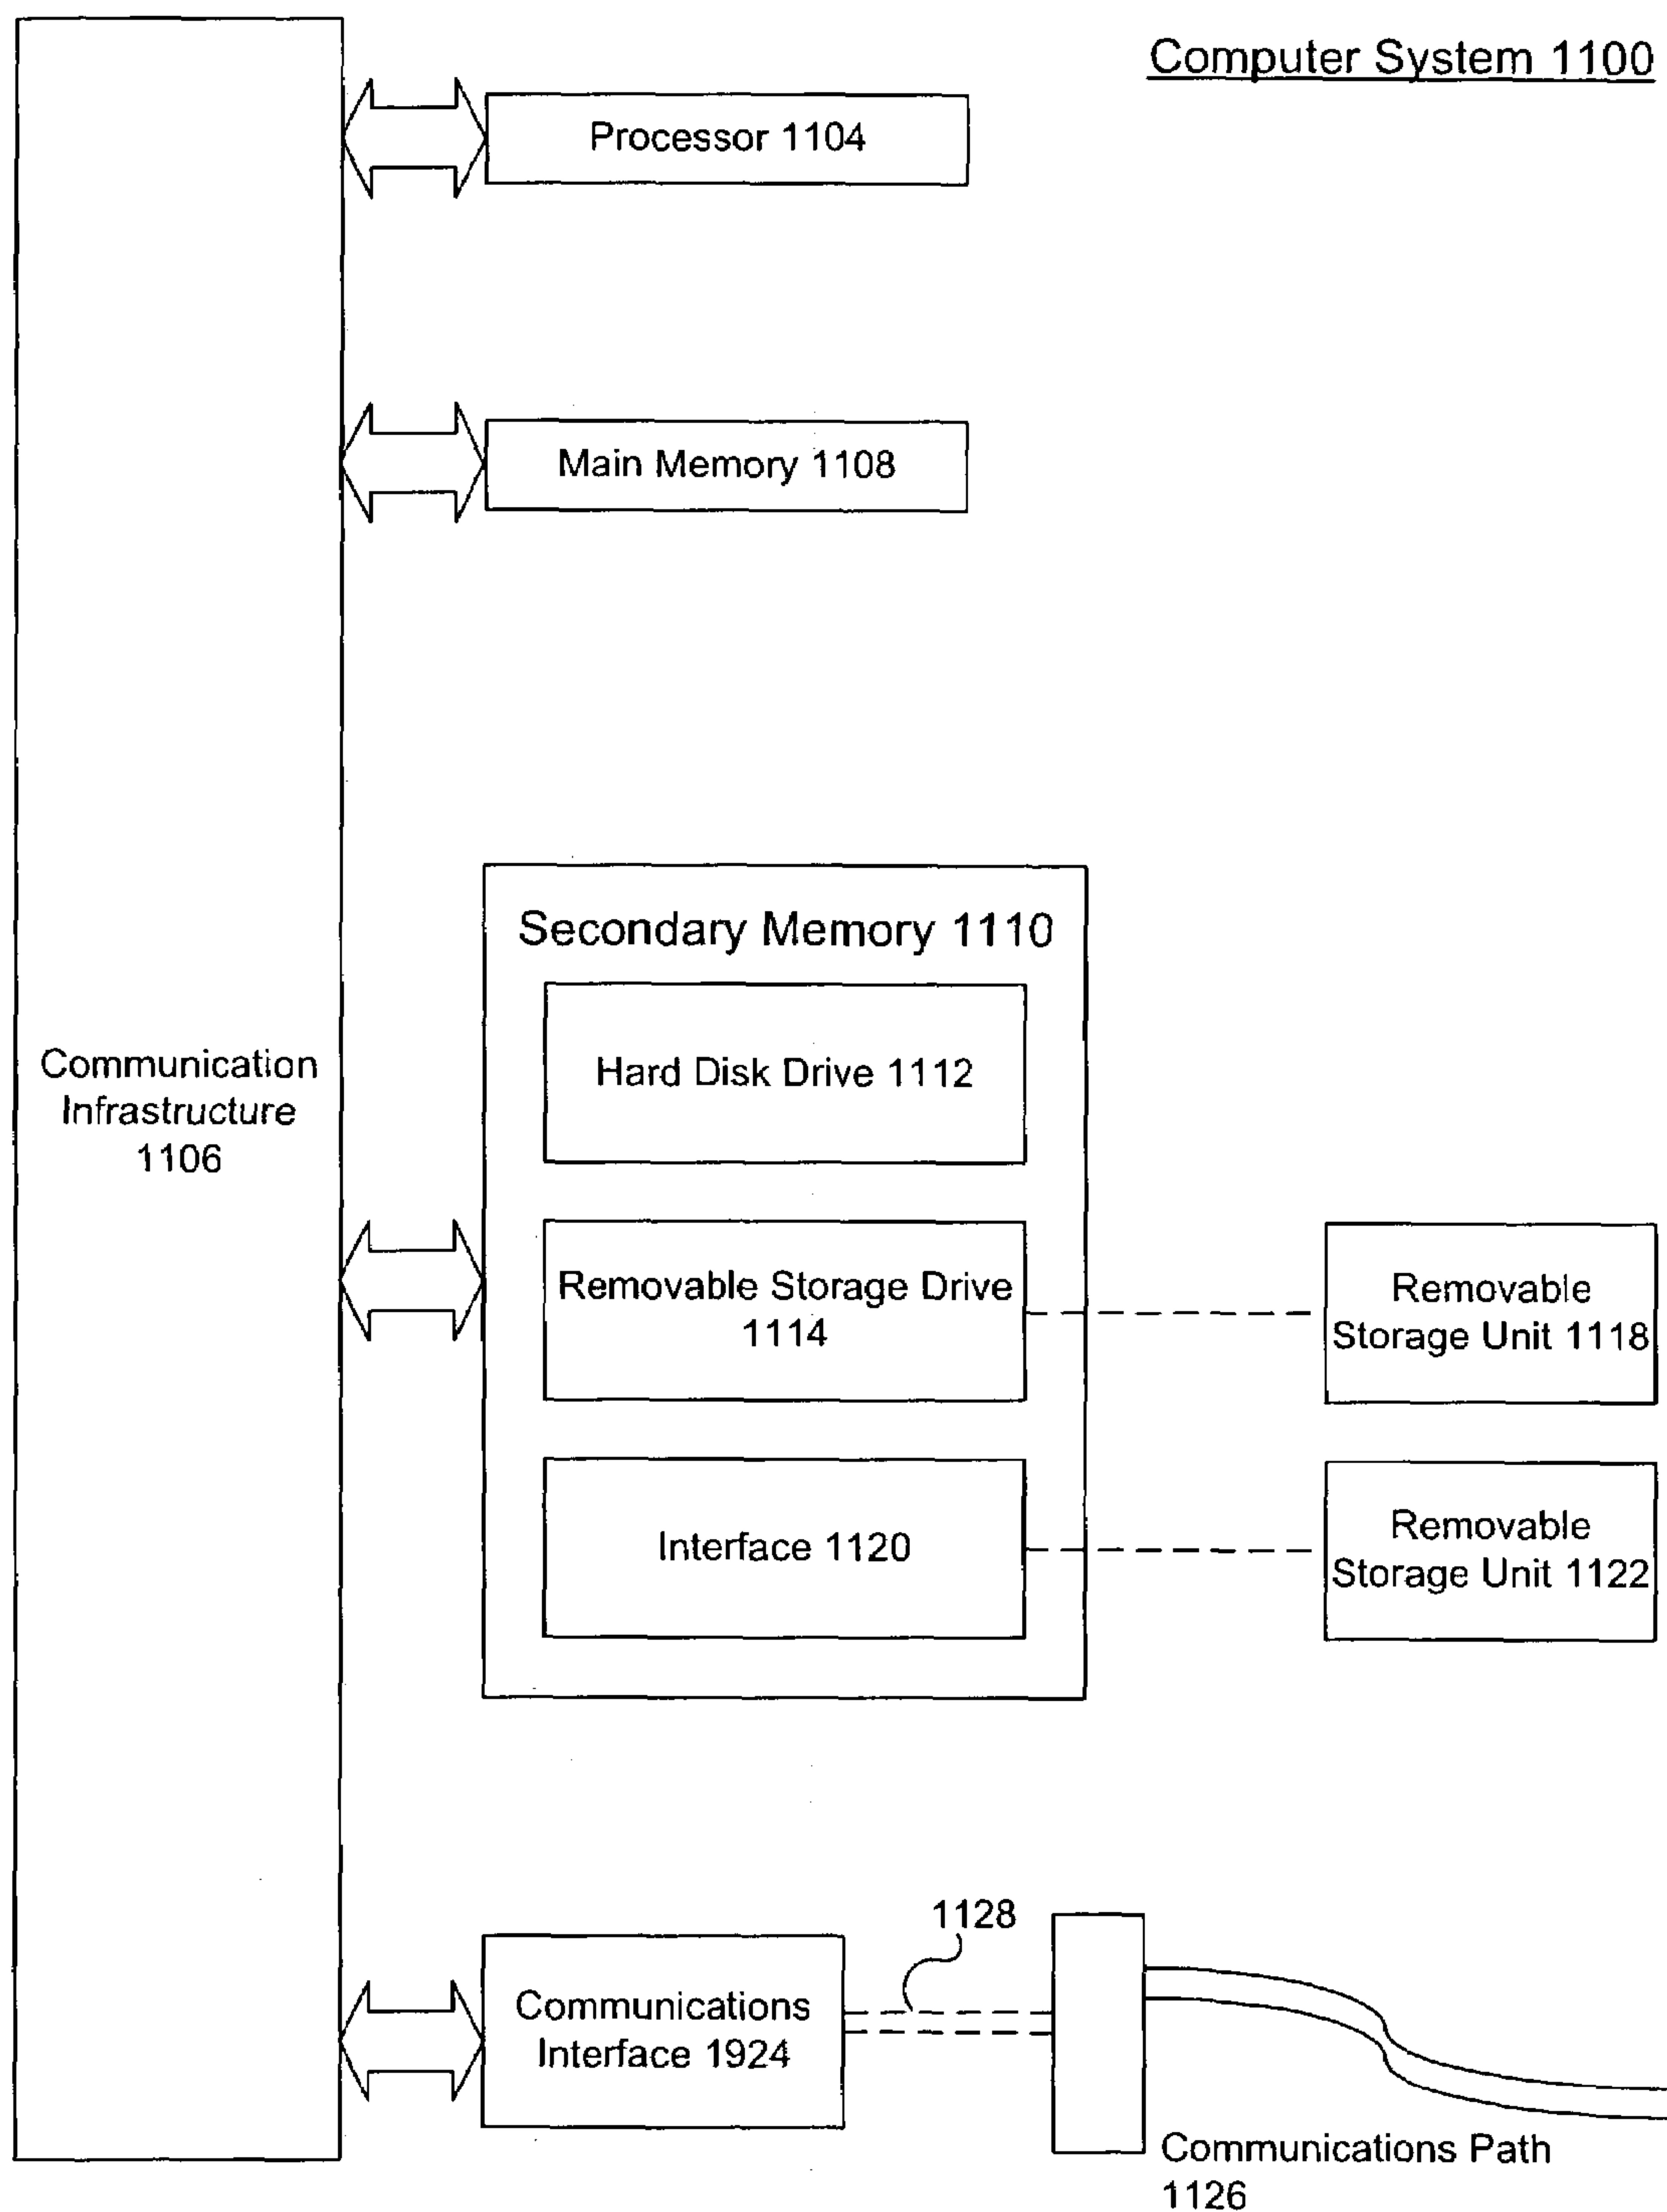 Computer System 1100
Processor 1104
Main Memory 1108
Secondary Memory 1110
Hard Disk Drive 1112
Communication
Infrastructure
1106
Removable Storage Drive
1114
Removable
Storage Unit 1118
Interface 1120
Removable
Storage Unit 1122
1128
Communications
Interface 1924
Communications Path
1126